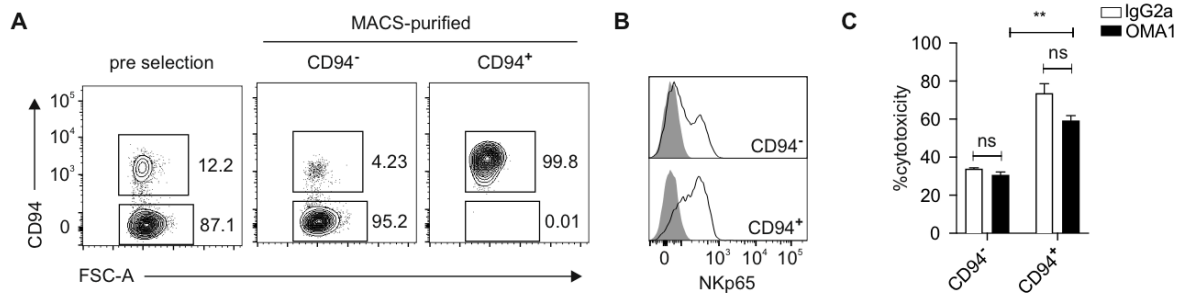 A
MACS-purified
pre selection
CD94-
CD94+
10⁵
10⁴
10³
0
CD94
12.2
87.1
4.23
95.2
99.8
0.01
FSC-A
B
CD94-
CD94+
0
10³
10⁴
10⁵
NKp65
C
IgG2a
OMA1
**
ns
ns
100
80
60
40
20
0
%cytotoxicity
CD94-
CD94+